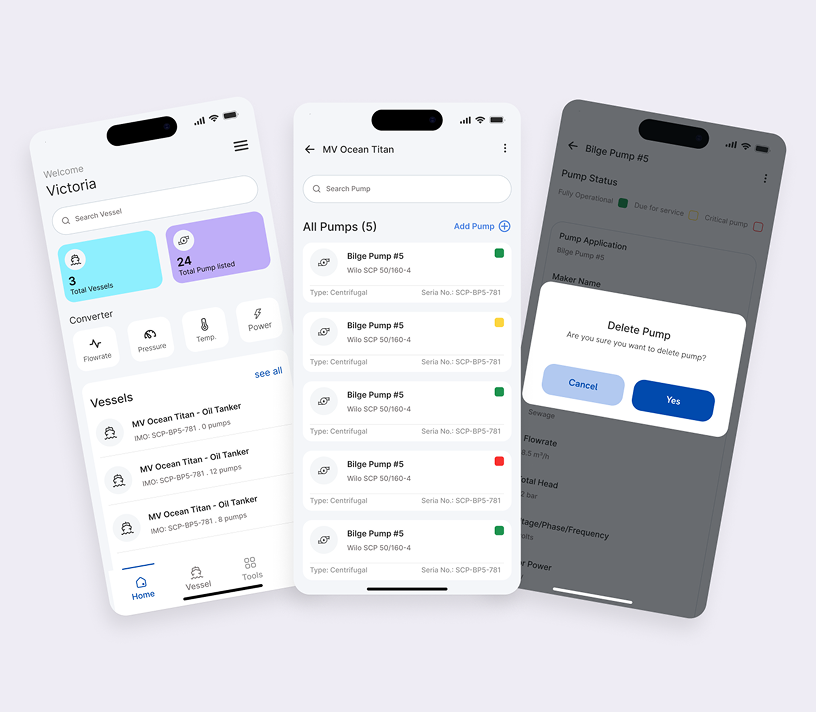 Welcome
Victoria
Search Vessel
3
Total Vessels
24
Total Pump listed
Converter
Flowrate
Pressure
Temp.
Power
Vessels
see all
MV Ocean Titan - Oil Tanker
IMO: SCP-BP5-781 . 0 pumps
MV Ocean Titan - Oil Tanker
IMO: SCP-BP5-781 . 12 pumps
MV Ocean Titan - Oil Tanker
IMO: SCP-BP5-781 . 8 pumps
Home
Vessel
Tools
MV Ocean Titan
Search Pump
All Pumps (5)
Add Pump
Bilge Pump #5
Wilo SCP 50/160-4
Type: Centrifugal
Seria No.: SCP-BP5-781
Bilge Pump #5
Wilo SCP 50/160-4
Type: Centrifugal
Seria No.: SCP-BP5-781
Bilge Pump #5
Wilo SCP 50/160-4
Type: Centrifugal
Seria No.: SCP-BP5-781
Bilge Pump #5
Wilo SCP 50/160-4
Type: Centrifugal
Seria No.: SCP-BP5-781
Bilge Pump #5
Wilo SCP 50/160-4
Type: Centrifugal
Seria No.: SCP-BP5-781
Bilge Pump #5
Pump Status
Fully Operational
Due for service
Critical pump
Pump Application
Bilge Pump #5
Maker Name
Delete Pump
Are you sure you want to delete pump?
Cancel
Yes
Sewage
Flowrate
8.5 m³/h
otal Head
2 bar
tage/Phase/Frequency
olts
or Power